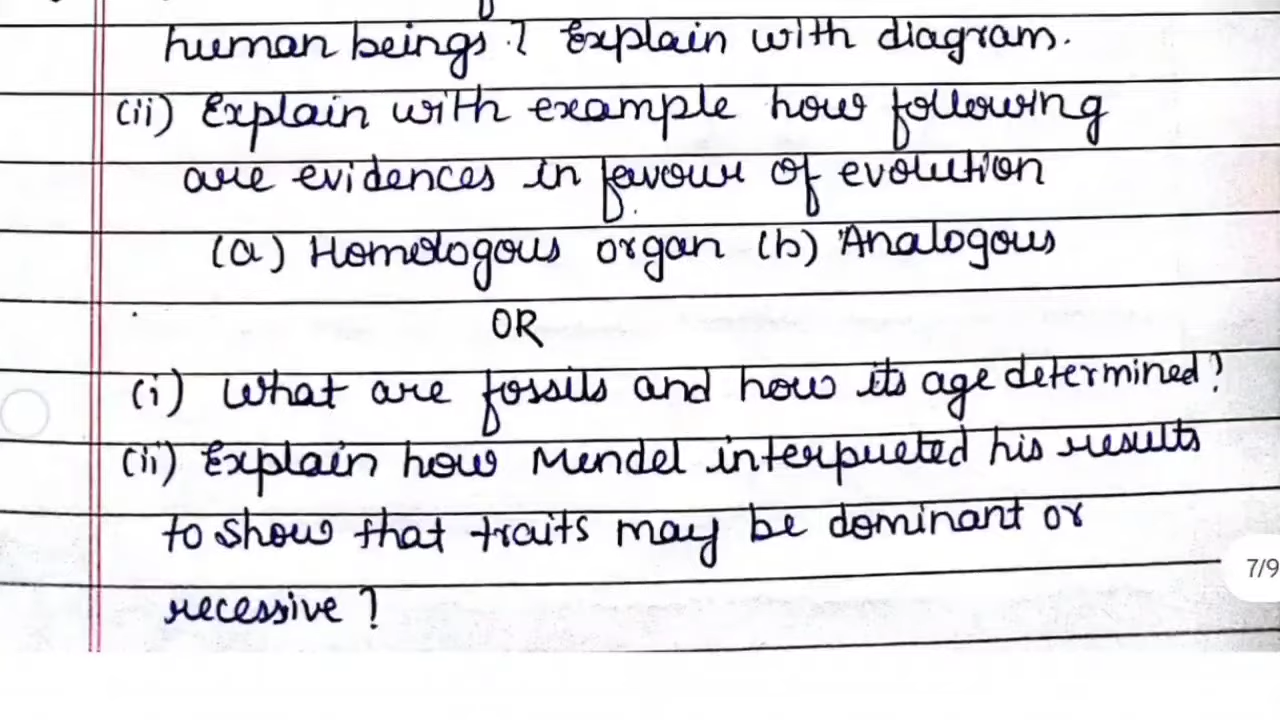 human beings ? Explain with diagram.
(ii) Explain with example how following
are evidences in favour of evolution
(a) Homologous organ (b) Analogous
OR
(i) What are fossils and how its age determined ?
(ii) Explain how Mendel interpreted his results
to show that traits may be dominant or
7/9
recessive ?